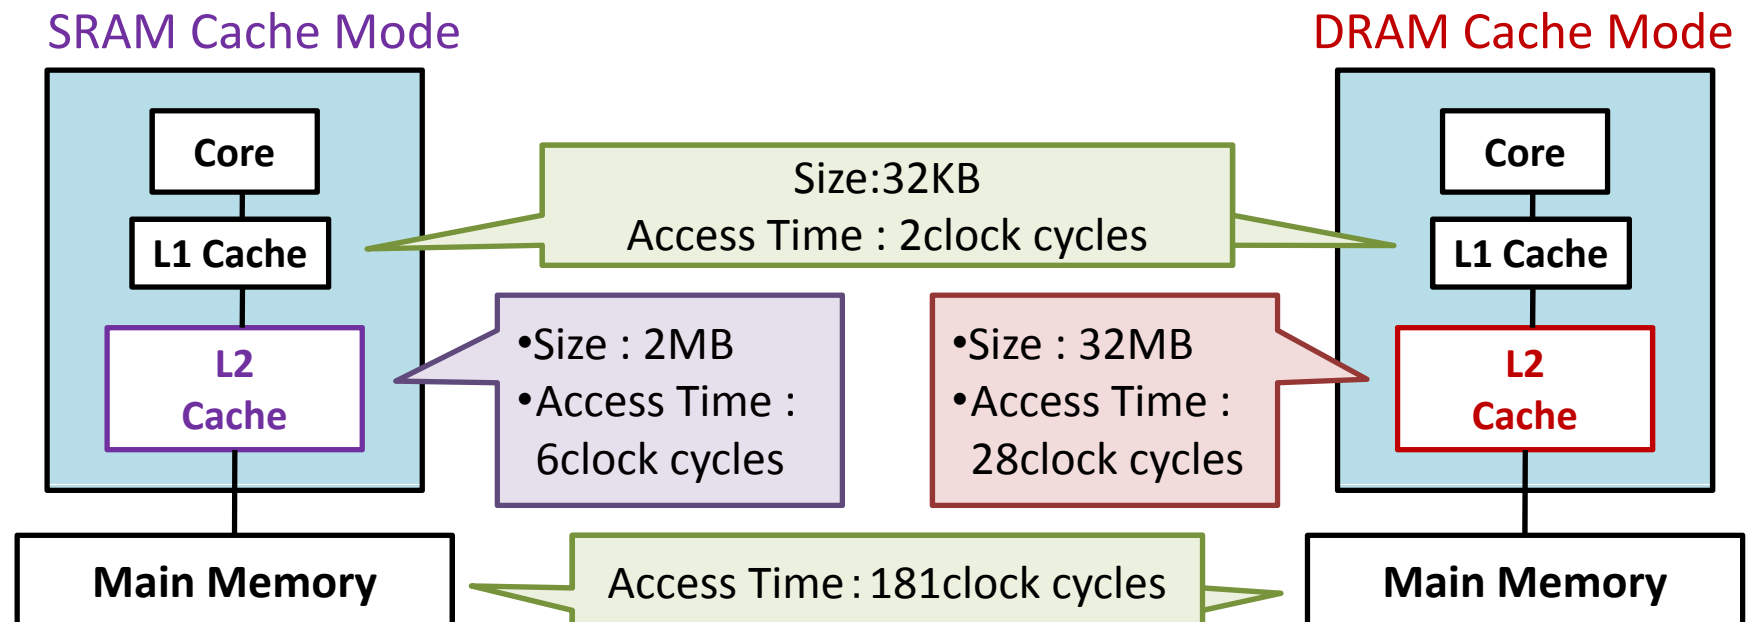 SRAM Cache Mode
DRAM Cache Mode
Core
L1 Cache
L2
Cache
Main Memory
Size:32KB
Access Time : 2clock cycles
•Size : 2MB
•Access Time :
6clock cycles
•Size : 32MB
•Access Time :
28clock cycles
Access Time : 181clock cycles
Core
L1 Cache
L2
Cache
Main Memory